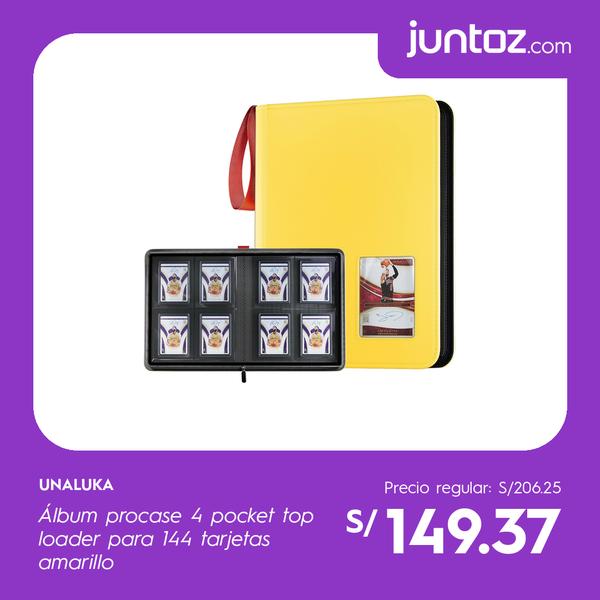 juntoz.com
UNALUKA
Álbum procase 4 pocket top
loader para 144 tarjetas
amarillo
Precio regular: S/206.25
S/149.37